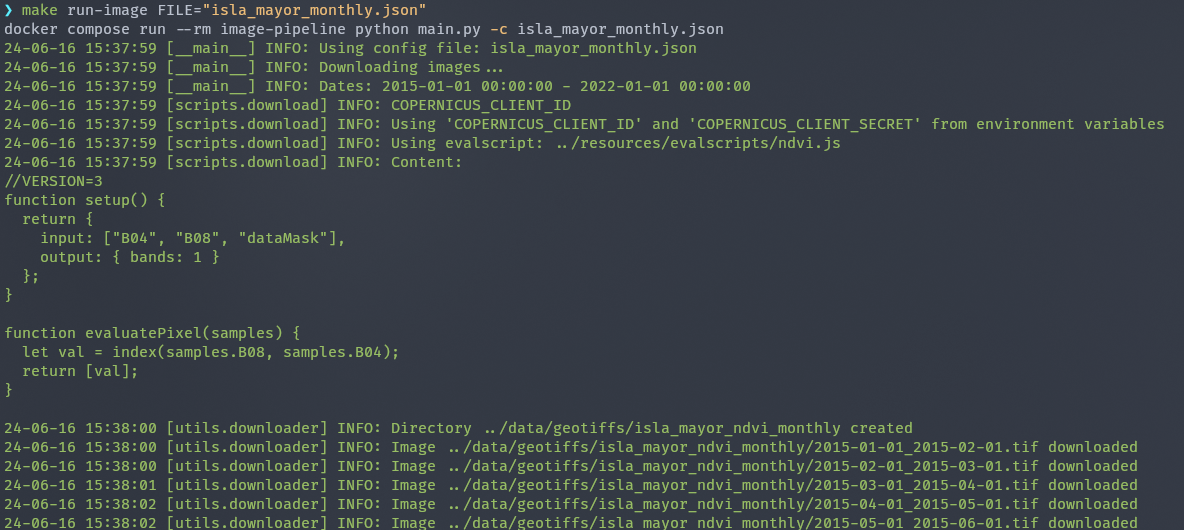 ❯ make run-image FILE="isla_mayor_monthly.json"
docker compose run --rm image-pipeline python main.py -c isla_mayor_monthly.json
24-06-16 15:37:59 [__main__] INFO: Using config file: isla_mayor_monthly.json
24-06-16 15:37:59 [__main__] INFO: Downloading images...
24-06-16 15:37:59 [__main__] INFO: Dates: 2015-01-01 00:00:00 - 2022-01-01 00:00:00
24-06-16 15:37:59 [scripts.download] INFO: COPERNICUS_CLIENT_ID
24-06-16 15:37:59 [scripts.download] INFO: Using 'COPERNICUS_CLIENT_ID' and 'COPERNICUS_CLIENT_SECRET' from environment variables
24-06-16 15:37:59 [scripts.download] INFO: Using evalscript: ../resources/evalscripts/ndvi.js
24-06-16 15:37:59 [scripts.download] INFO: Content:
//VERSION=3
function setup() {
  return {
    input: ["B04", "B08", "dataMask"],
    output: { bands: 1 }
  };
}

function evaluatePixel(samples) {
  let val = index(samples.B08, samples.B04);
  return [val];
}

24-06-16 15:38:00 [utils.downloader] INFO: Directory ../data/geotiffs/isla_mayor_ndvi_monthly created
24-06-16 15:38:00 [utils.downloader] INFO: Image ../data/geotiffs/isla_mayor_ndvi_monthly/2015-01-01_2015-02-01.tif downloaded
24-06-16 15:38:00 [utils.downloader] INFO: Image ../data/geotiffs/isla_mayor_ndvi_monthly/2015-02-01_2015-03-01.tif downloaded
24-06-16 15:38:01 [utils.downloader] INFO: Image ../data/geotiffs/isla_mayor_ndvi_monthly/2015-03-01_2015-04-01.tif downloaded
24-06-16 15:38:02 [utils.downloader] INFO: Image ../data/geotiffs/isla_mayor_ndvi_monthly/2015-04-01_2015-05-01.tif downloaded
24-06-16 15:38:02 [utils.downloader] INFO: Image ../data/geotiffs/isla_mayor_ndvi_monthly/2015-05-01_2015-06-01.tif downloaded